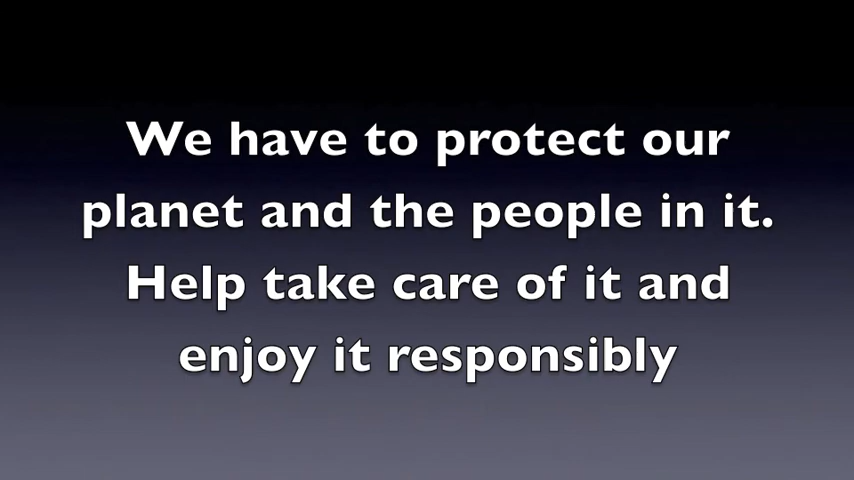 We have to protect our
planet and the people in it.
Help take care of it and
enjoy it responsibly